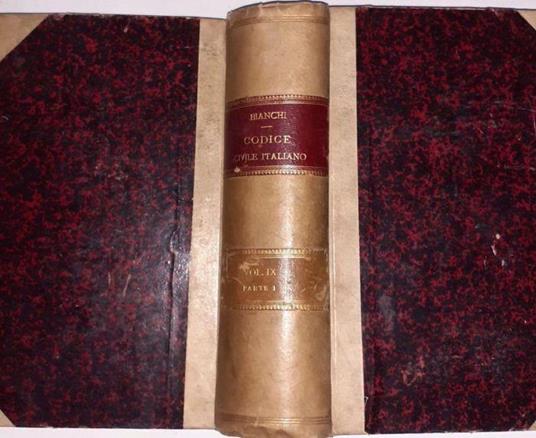 BIANCHI
CODICE
CIVILE ITALIANO
VOL. IX
PARTE I